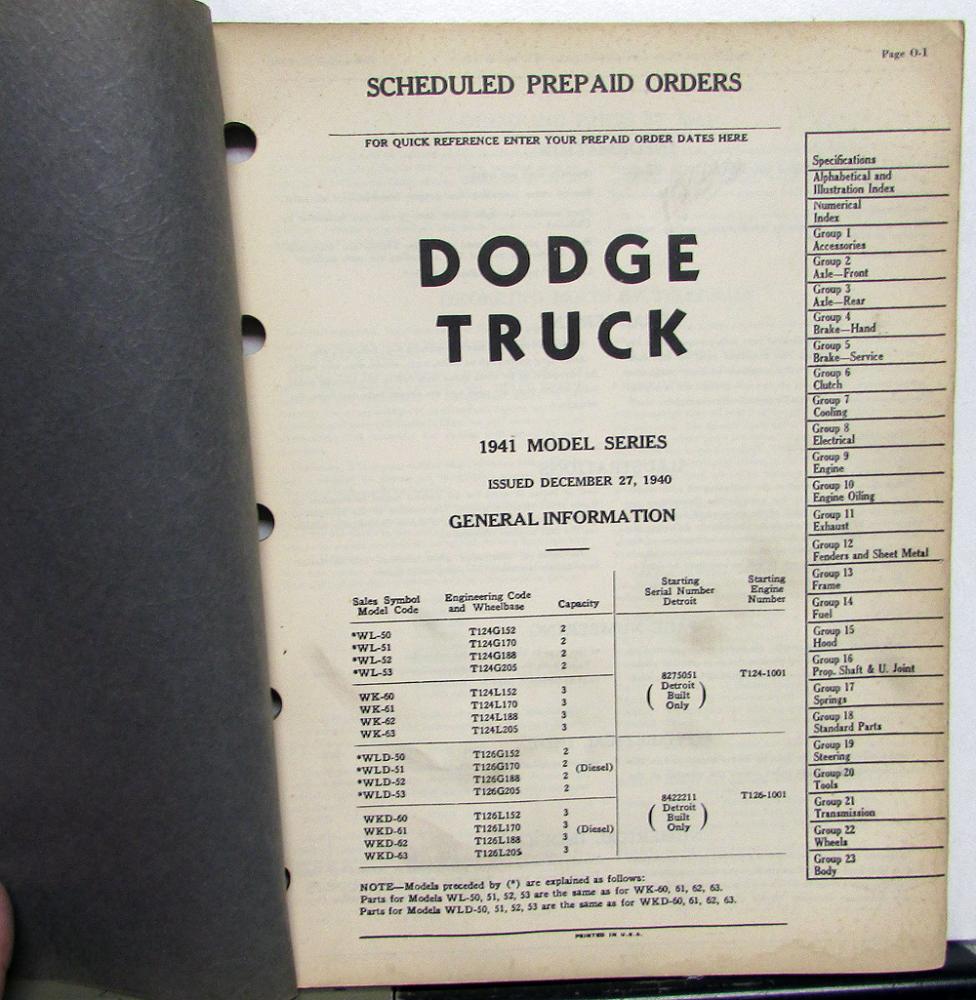 Page O-1
SCHEDULED PREPAID ORDERS
FOR QUICK REFERENCE ENTER YOUR PREPAID ORDER DATES HERE
DODGE
TRUCK
1941 MODEL SERIES
ISSUED DECEMBER 27, 1940
GENERAL INFORMATION
Sales Symbol Engineering Code Capacity Starting Starting
Model Code and Wheelbase Serial Number Engine
Detroit Number
*WL-50 T124G152 2
*WL-51 T124G170 2
*WL-52 T124G188 2
*WL-53 T124G205 2
8275051 T124-1001
( Detroit )
Built
Only
WK-60 T124L152 3
WK-61 T124L170 3
WK-62 T124L188 3
WK-63 T124L205 3
*WLD-50 T126G152 2
*WLD-51 T126G170 2 (Diesel)
*WLD-52 T126G188 2
*WLD-53 T126G205 2
8422211 T126-1001
( Detroit )
Built
Only
WKD-60 T126L152 3
WKD-61 T126L170 3 (Diesel)
WKD-62 T126L188 3
WKD-63 T126L205 3
NOTE—Models preceded by (*) are explained as follows:
Parts for Models WL-50, 51, 52, 53 are the same as for WK-60, 61, 62, 63.
Parts for Models WLD-50, 51, 52, 53 are the same as for WKD-60, 61, 62, 63.
PRINTED IN U.S.A.
Specifications
Alphabetical and
Illustration Index
Numerical
Index
Group 1
Accessories
Group 2
Axle—Front
Group 3
Axle—Rear
Group 4
Brake—Hand
Group 5
Brake—Service
Group 6
Clutch
Group 7
Cooling
Group 8
Electrical
Group 9
Engine
Group 10
Engine Oiling
Group 11
Exhaust
Group 12
Fenders and Sheet Metal
Group 13
Frame
Group 14
Fuel
Group 15
Hood
Group 16
Prop. Shaft & U. Joint
Group 17
Springs
Group 18
Standard Parts
Group 19
Steering
Group 20
Tools
Group 21
Transmission
Group 22
Wheels
Group 23
Body